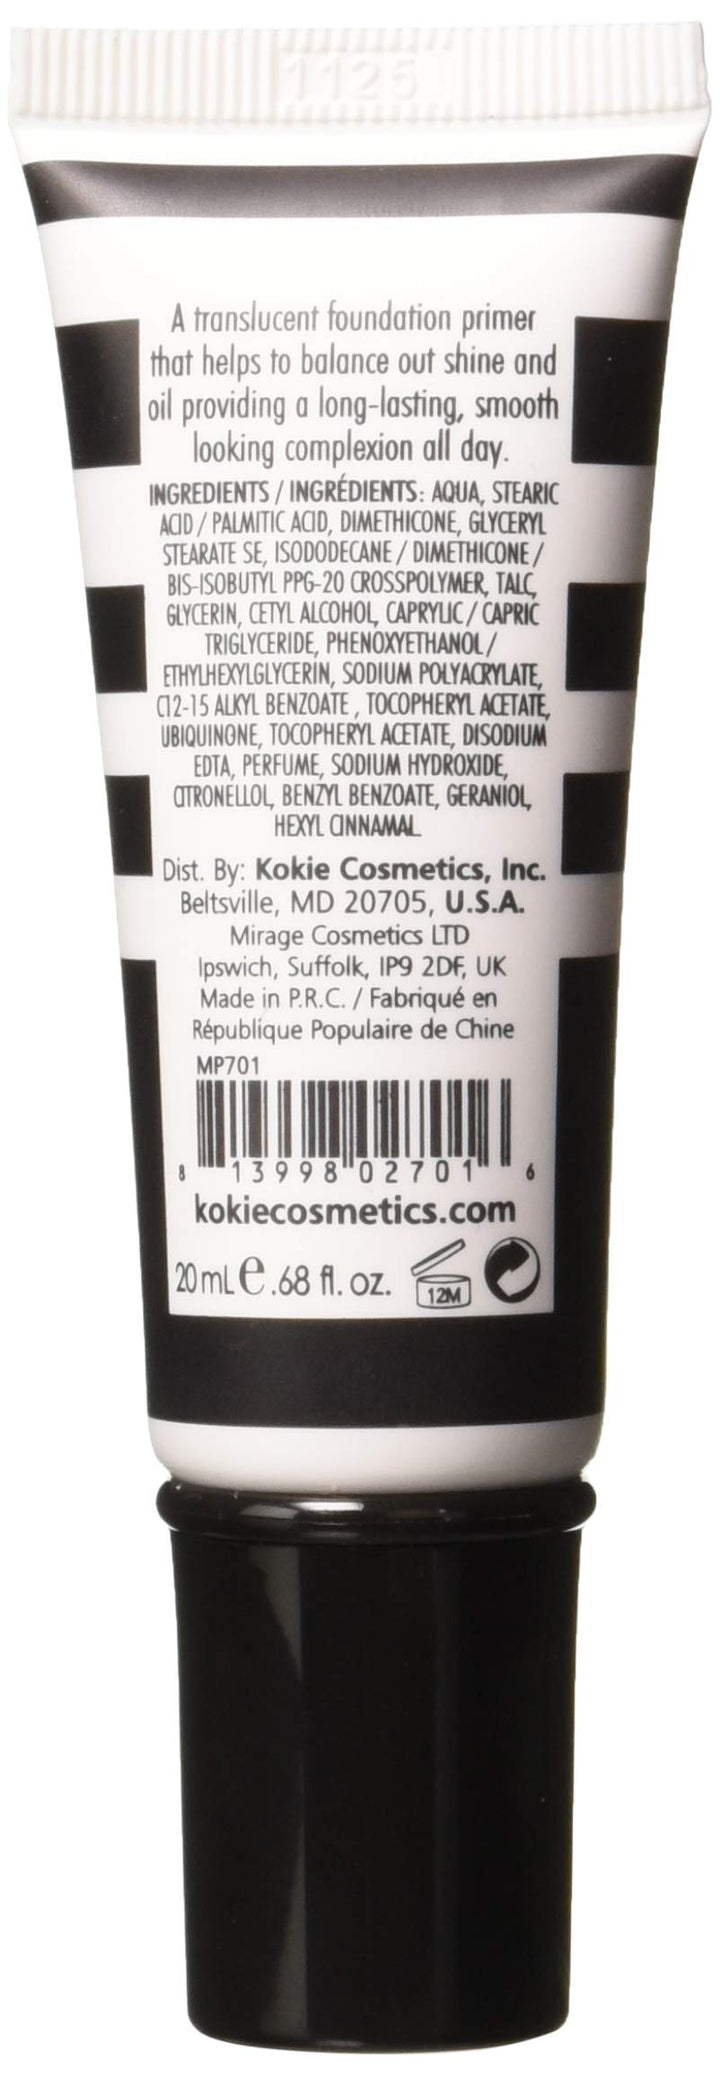 1125
A translucent foundation primer
that helps to balance out shine and
oil providing a long-lasting, smooth
looking complexion all day.
INGREDIENTS / INGRÉDIENTS: AQUA, STEARIC
ACID / PALMITIC ACID, DIMETHICONE, GLYCERYL
STEARATE SE, ISODODECANE / DIMETHICONE /
BIS-ISOBUTYL PPG-20 CROSSPOLYMER, TALC,
GLYCERIN, CETYL ALCOHOL, CAPRYLIC / CAPRIC
TRIGLYCERIDE, PHENOXYETHANOL /
ETHYLHEXYLGLYCERIN, SODIUM POLYACRYLATE,
C12-15 ALKYL BENZOATE , TOCOPHERYL ACETATE,
UBIQUINONE, TOCOPHERYL ACETATE, DISODIUM
EDTA, PERFUME, SODIUM HYDROXIDE,
CITRONELLOL, BENZYL BENZOATE, GERANIOL,
HEXYL CINNAMAL
Dist. By: Kokie Cosmetics, Inc.
Beltsville, MD 20705, U.S.A.
Mirage Cosmetics LTD
Ipswich, Suffolk, IP9 2DF, UK
Made in P.R.C. / Fabriqué en
République Populaire de Chine
MP701
8 13998 02701 6
kokiecosmetics.com
20 mL e .68 fl. oz. 12M